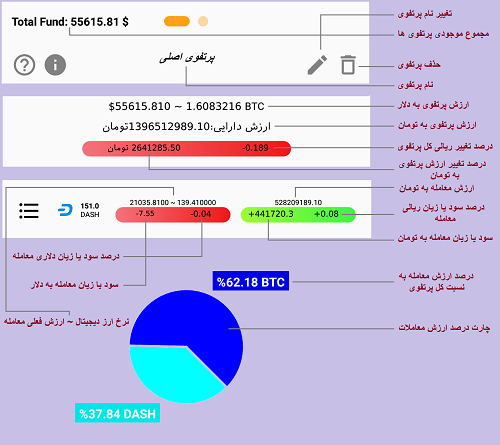 تغییر نام پرتفوی
Total Fund: 55615.81 $
مجموع موجودی پرتفوی ها
پرتفوی اصلی
حذف پرتفوی
نام پرتفوی
$55615.810 ~ 1.6083216 BTC
ارزش پرتفوی به دلار
ارزش دارایی:1396512989.10تومان
ارزش پرتفوی به تومان
2641285.50 تومان
-0.189
درصد تغییر ریالی کل پرتفوی
درصد تغییر ارزش پرتفوی
به تومان
ارزش معامله به تومان
151.0
DASH
21035.8100 ~ 139.410000
-7.55
-0.04
528209189.10
+441720.3
+0.08
درصد سود یا زیان ریالی
معامله
سود یا زیان معامله به تومان
درصد سود یا زیان دلاری معامله
سود یا زیان معامله به دلار
%62.18 BTC
درصد ارزش معامله به
نسبت کل پرتفوی
نرخ ارز دیجیتال ~ ارزش فعلی معامله
چارت درصد ارزش معاملات
%37.84 DASH